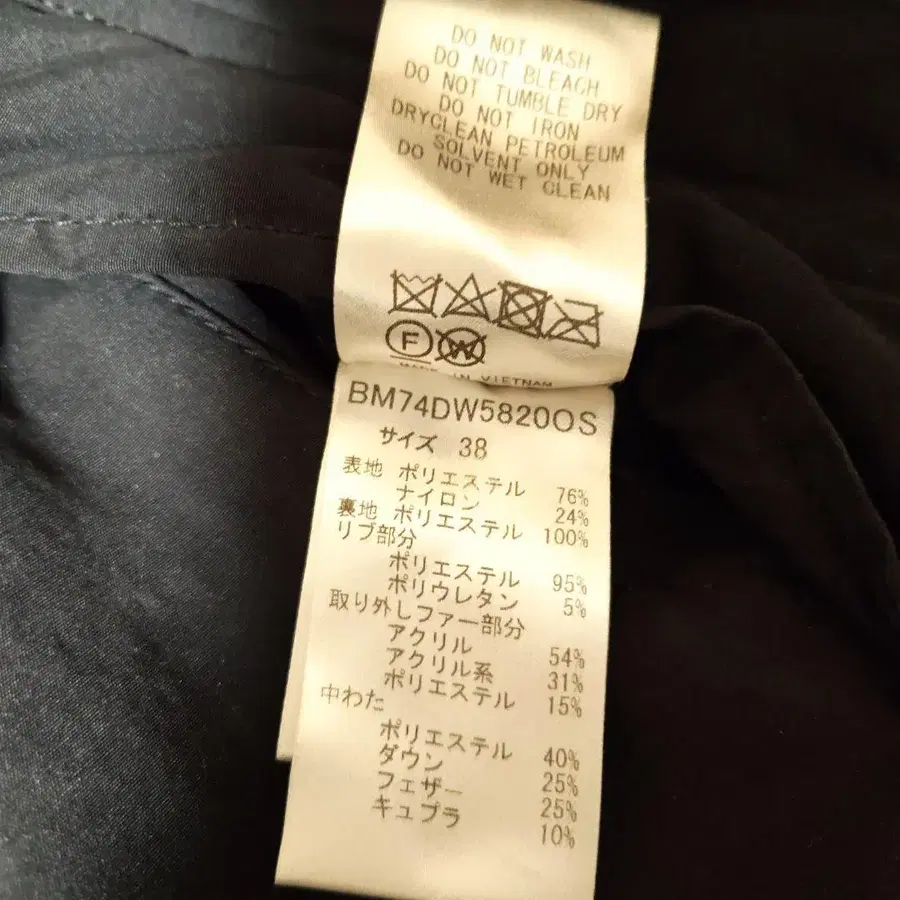 DO NOT WASH
DO NOT BLEACH
DO NOT TUMBLE DRY
DO NOT IRON
DRYCLEAN PETROLEUM
SOLVENT ONLY
DO NOT WET CLEAN
F W
MADE IN VIETNAM
BM74DW5820OS
サイズ 38
表地 ポリエステル 76%
ナイロン 24%
裏地 ポリエステル 100%
リブ部分
ポリエステル 95%
ポリウレタン 5%
取り外しファー部分
アクリル 54%
アクリル系 31%
ポリエステル 15%
中わた
ポリエステル 40%
ダウン 25%
フェザー 25%
キュプラ 10%